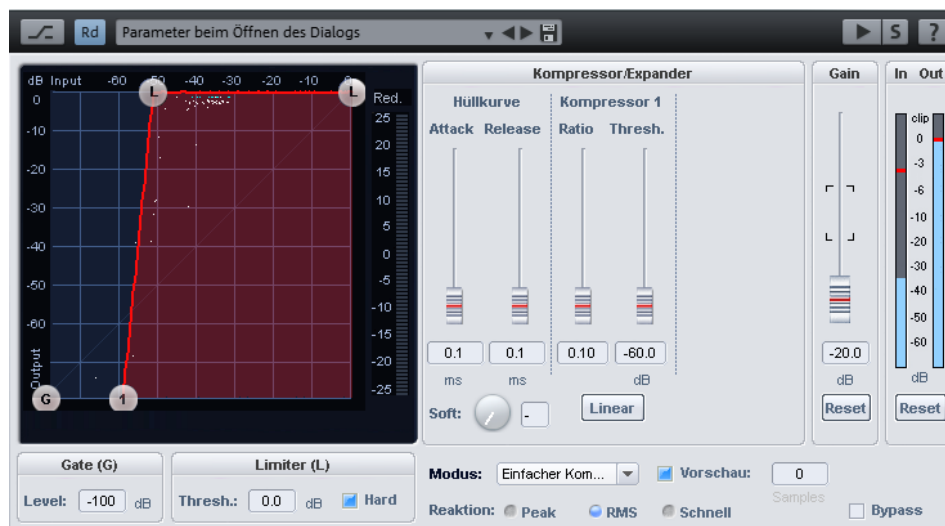 Rd Parameter beim Öffnen des Dialogs S ?
Kompressor/Expander Gain In Out
dB Input -60 -50 -40 -30 -20 -10 0 Red.
L L
0
-10
-20
-30
-40
-50
-60
Output
G 1
25
20
15
10
5
0
-5
-10
-15
-20
-25
Hüllkurve Kompressor 1
Attack Release Ratio Thresh.
0.1 0.1 0.10 -60.0 -20.0
ms ms dB dB
Soft: - Linear Reset
clip
0
-3
-6
-10
-20
-30
-40
-50
-60
dB
Reset
Gate (G) Limiter (L)
Level: -100 dB Thresh.: 0.0 dB Hard
Modus: Einfacher Kom... Vorschau: 0
Samples
Reaktion: Peak RMS Schnell Bypass